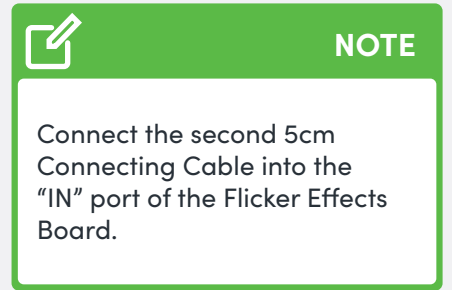 NOTE
Connect the second 5cm
Connecting Cable into the
“IN” port of the Flicker Effects
Board.